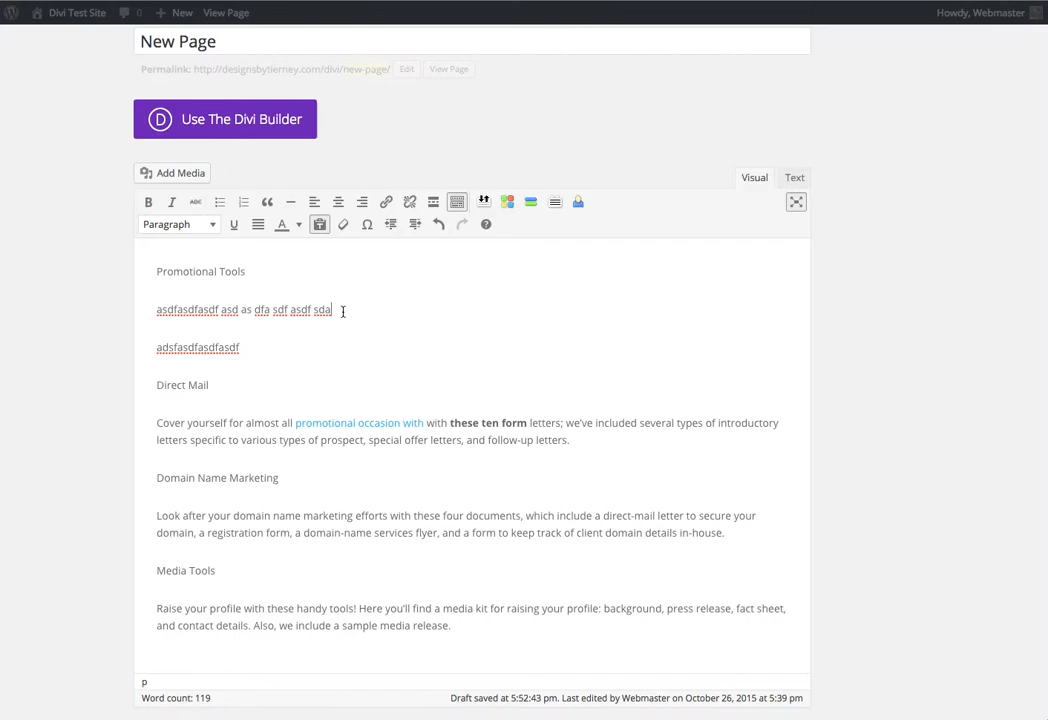 Divi Test Site 0 New View Page Howdy, Webmaster
New Page
Permalink: http://designsbytierney.com/divi/new-page/ Edit View Page
D Use The Divi Builder
Add Media
Visual Text
B I ABC
Paragraph U A Ω
Promotional Tools
asdfasdfasdf asd as dfa sdf asdf sda
adsfasdfasdfasdf
Direct Mail
Cover yourself for almost all promotional occasion with with these ten form letters; we've included several types of introductory
letters specific to various types of prospect, special offer letters, and follow-up letters.
Domain Name Marketing
Look after your domain name marketing efforts with these four documents, which include a direct-mail letter to secure your
domain, a registration form, a domain-name services flyer, and a form to keep track of client domain details in-house.
Media Tools
Raise your profile with these handy tools! Here you'll find a media kit for raising your profile: background, press release, fact sheet,
and contact details. Also, we include a sample media release.
p
Word count: 119 Draft saved at 5:52:43 pm. Last edited by Webmaster on October 26, 2015 at 5:39 pm